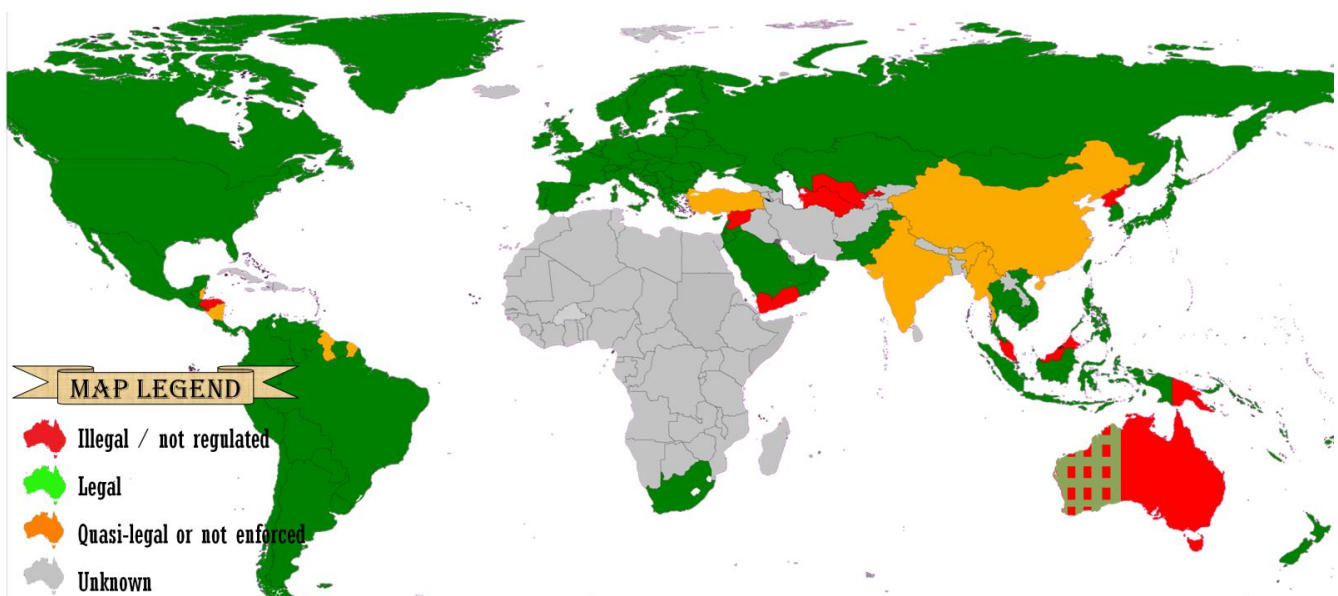 MAP LEGEND
Illegal / not regulated
Legal
Quasi-legal or not enforced
Unknown